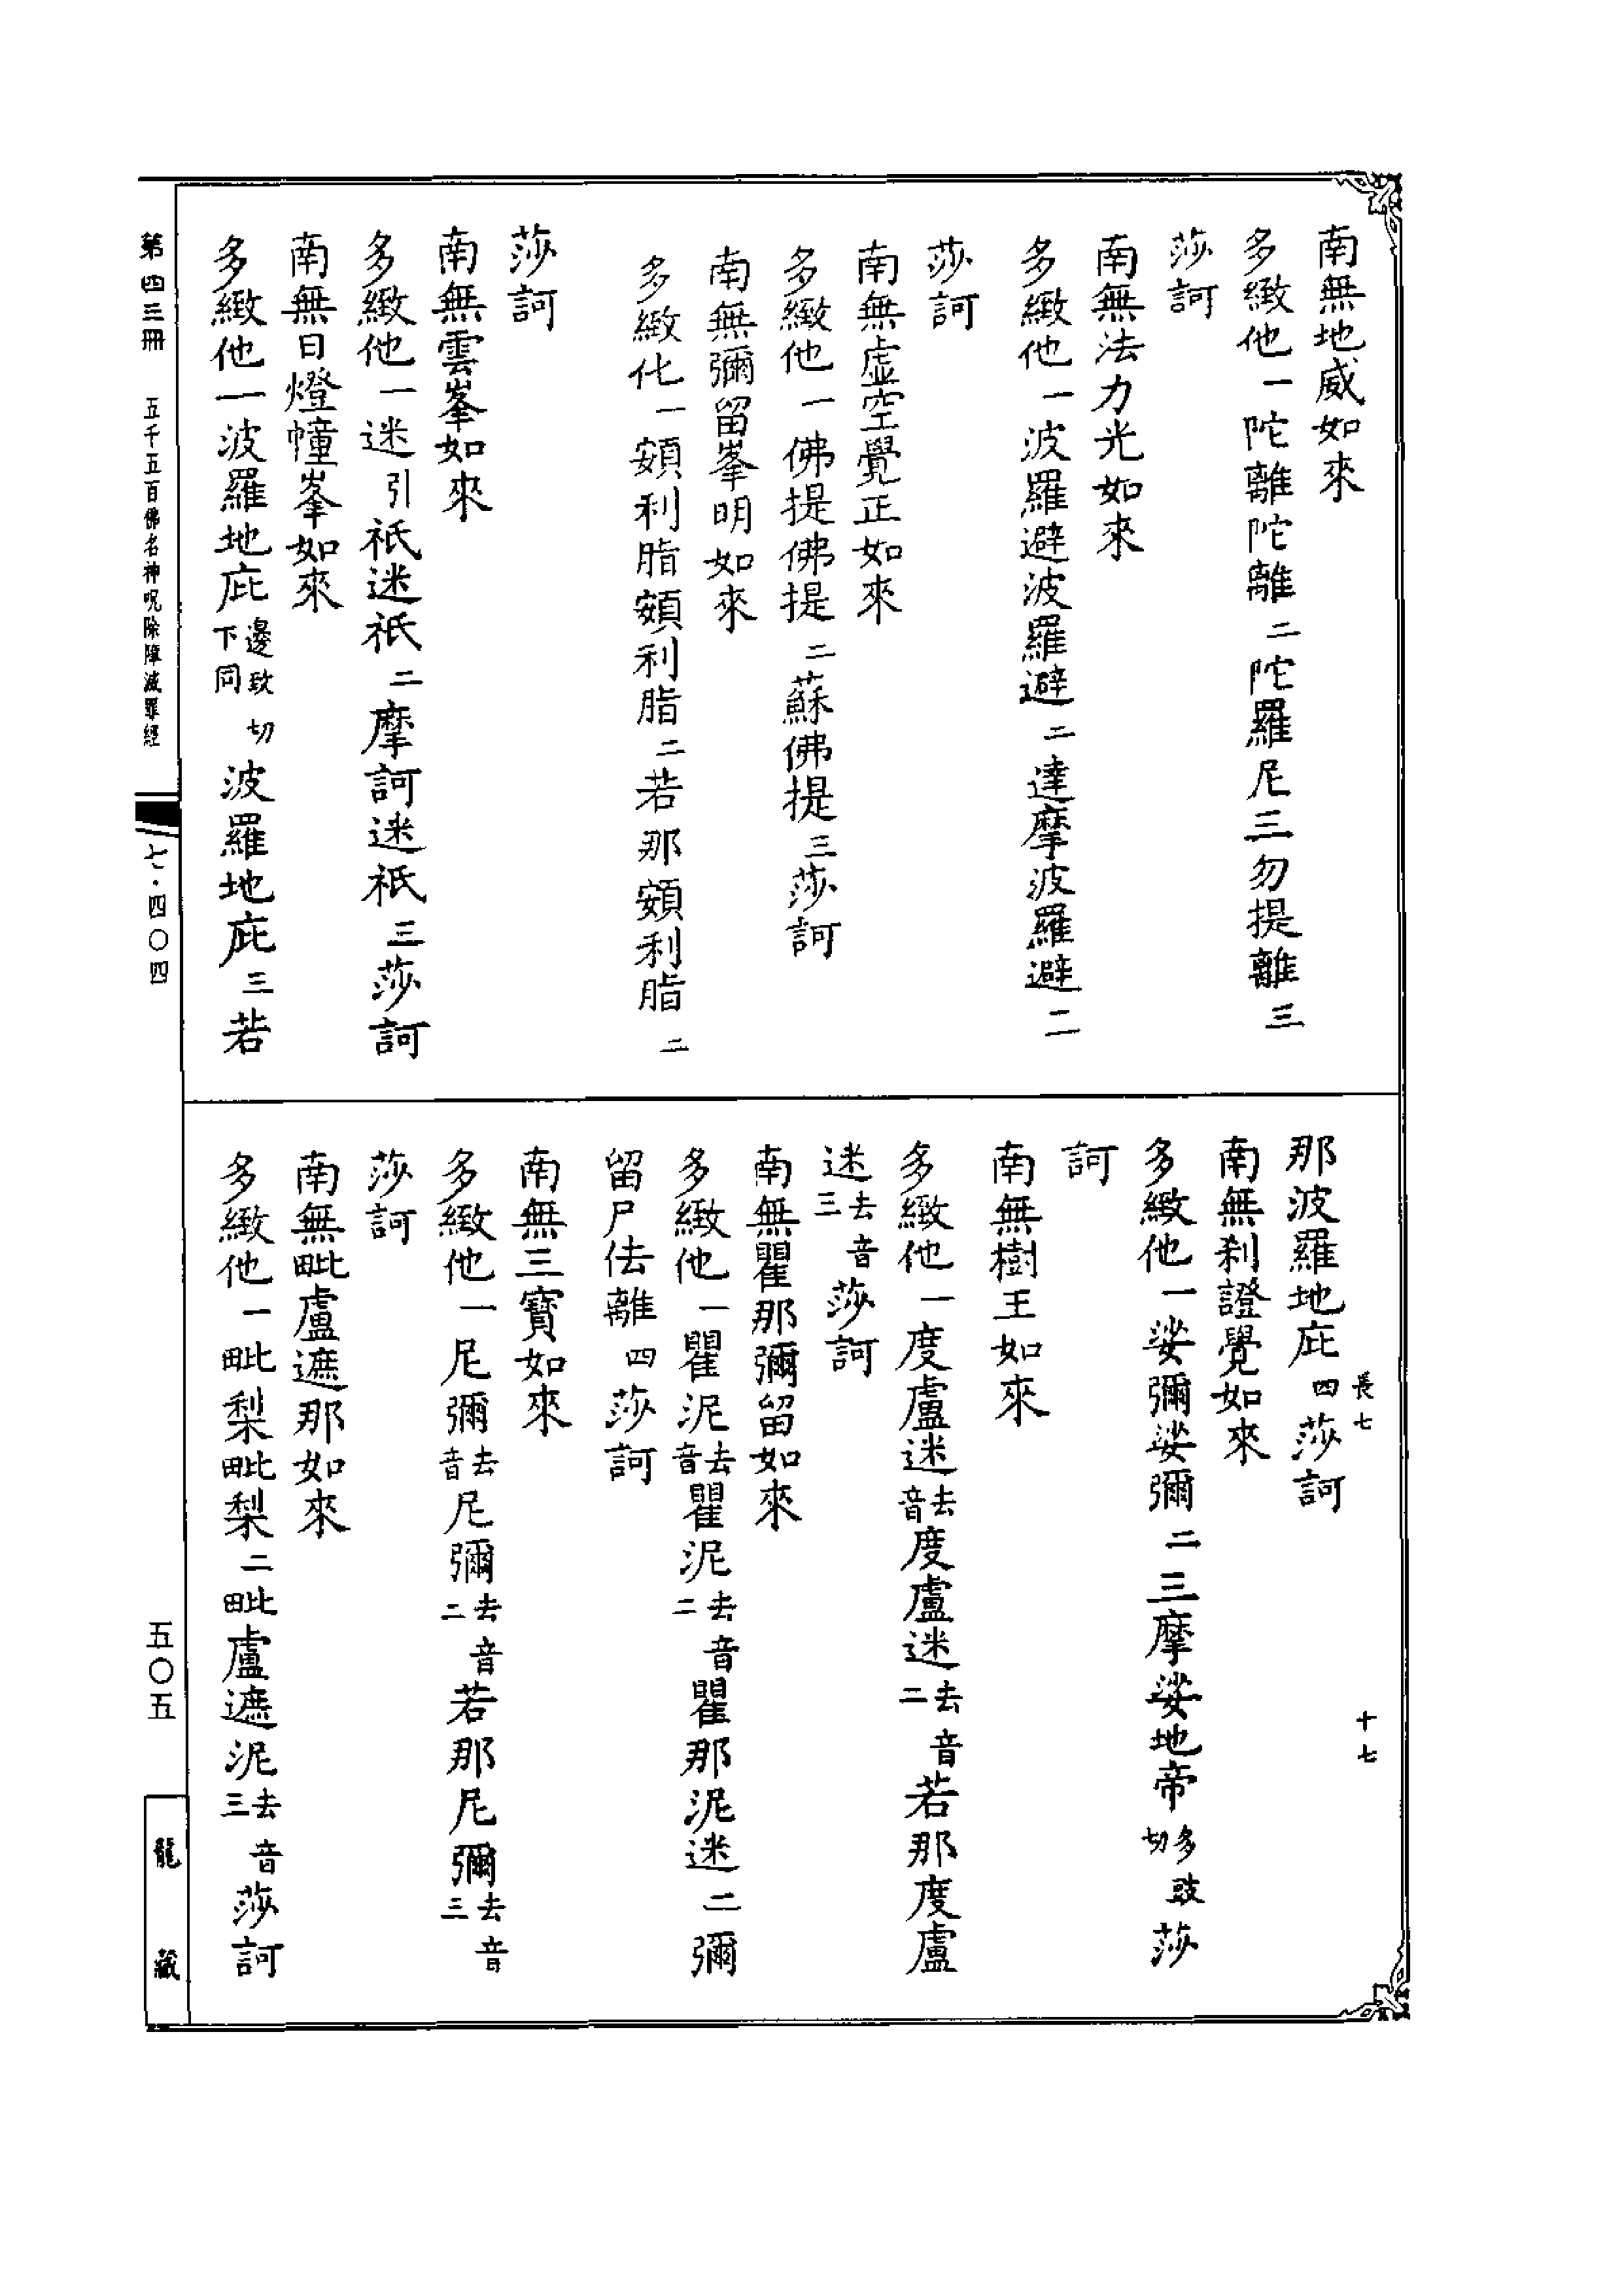 南無地威如來
多緻他一陀離陀離二陀羅尼三勿提離三
莎訶
南無法力光如來
多緻他一波羅避波羅避二達摩波羅避二
莎訶
南無虛空覺正如來
多緻他一佛提佛提二蘇佛提三莎訶
南無彌留峯明如來
多緻化一頞利脂頞利脂二若那頞利脂二
莎訶
南無雲峯如來
多緻他一迷引祇迷祇二摩訶迷祇三莎訶
南無日燈幢峯如來
多緻他一波羅地庇邊致切下同波羅地庇三若
那波羅地庇四莎訶
南無刹證覺如來
多緻他一娑彌娑彌二三摩娑地帝多豉切莎
訶
南無樹王如來
多緻他一度盧迷去音度盧迷去音二若那度盧
迷去音三莎訶
南無瞿那彌留如來
多緻他一瞿泥去音瞿泥去音二瞿那泥迷二彌
留尸佉離四莎訶
南無三寶如來
多緻他一尼彌去音尼彌去音二若那尼彌去音三
莎訶
南無毗盧遮那如來
多緻他一毗梨毗梨二毗盧遮泥去音三莎訶
長七
十七
第四三冊 五千五百佛名神呪除障滅罪經
七·四〇四
五〇五
龍藏